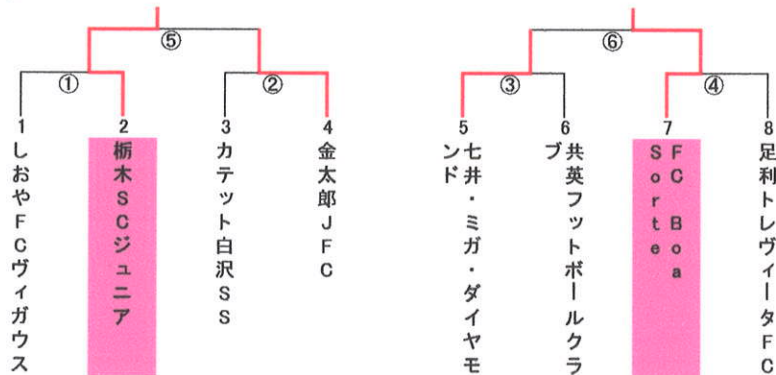 ⑤
⑥
①
②
③
④
1
2
3
4
5
6
7
8
しおやFCヴィガウス
栃木SCジュニア
カテット白沢SS
金太郎JFC
七井・ミガ・ダイヤモ
ンド
共英フットボールクラ
ブ
FC Boa
Sorte
足利トレヴィータFC